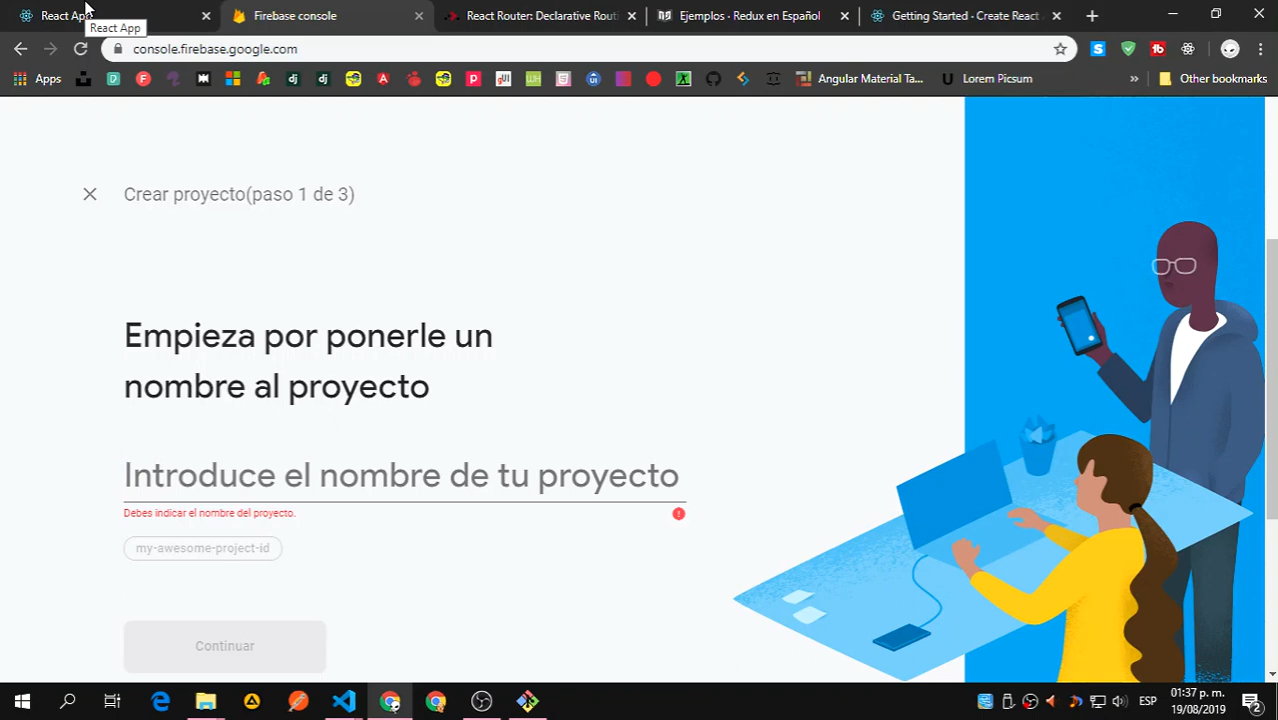 React App
Firebase console
React Router: Declarative Routi
Ejemplos · Redux en Español
Getting Started · Create React
React App
console.firebase.google.com
Apps
Angular Material Ta...
Lorem Picsum
Other bookmarks
Crear proyecto(paso 1 de 3)
Empieza por ponerle un
nombre al proyecto
Introduce el nombre de tu proyecto
Debes indicar el nombre del proyecto.
my-awesome-project-id
Continuar
ESP
01:37 p. m.
19/08/2019